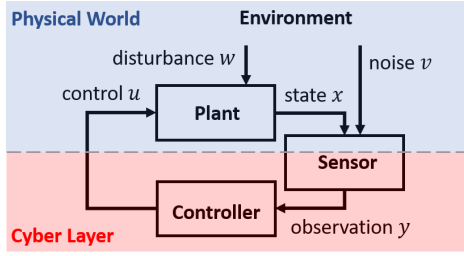 Physical World
Environment
disturbance w
noise v
control u
state x
Plant
Sensor
Controller
observation y
Cyber Layer